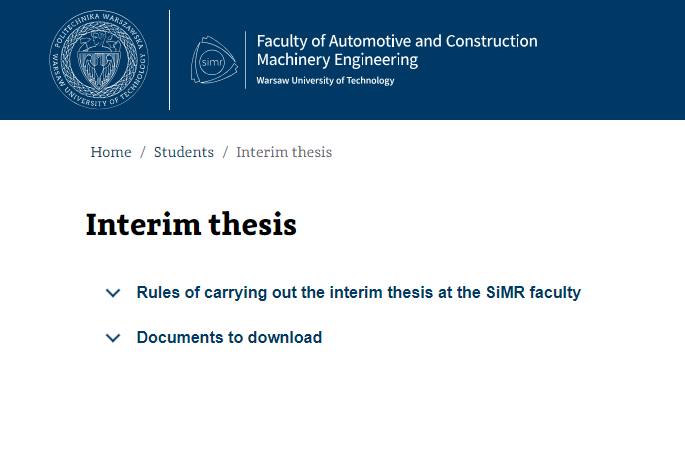 POLITECHNIKA WARSZAWSKA
WARSAW UNIVERSITY OF TECHNOLOGY
simr
Faculty of Automotive and Construction
Machinery Engineering
Warsaw University of Technology
Home / Students / Interim thesis
Interim thesis
Rules of carrying out the interim thesis at the SiMR faculty
Documents to download